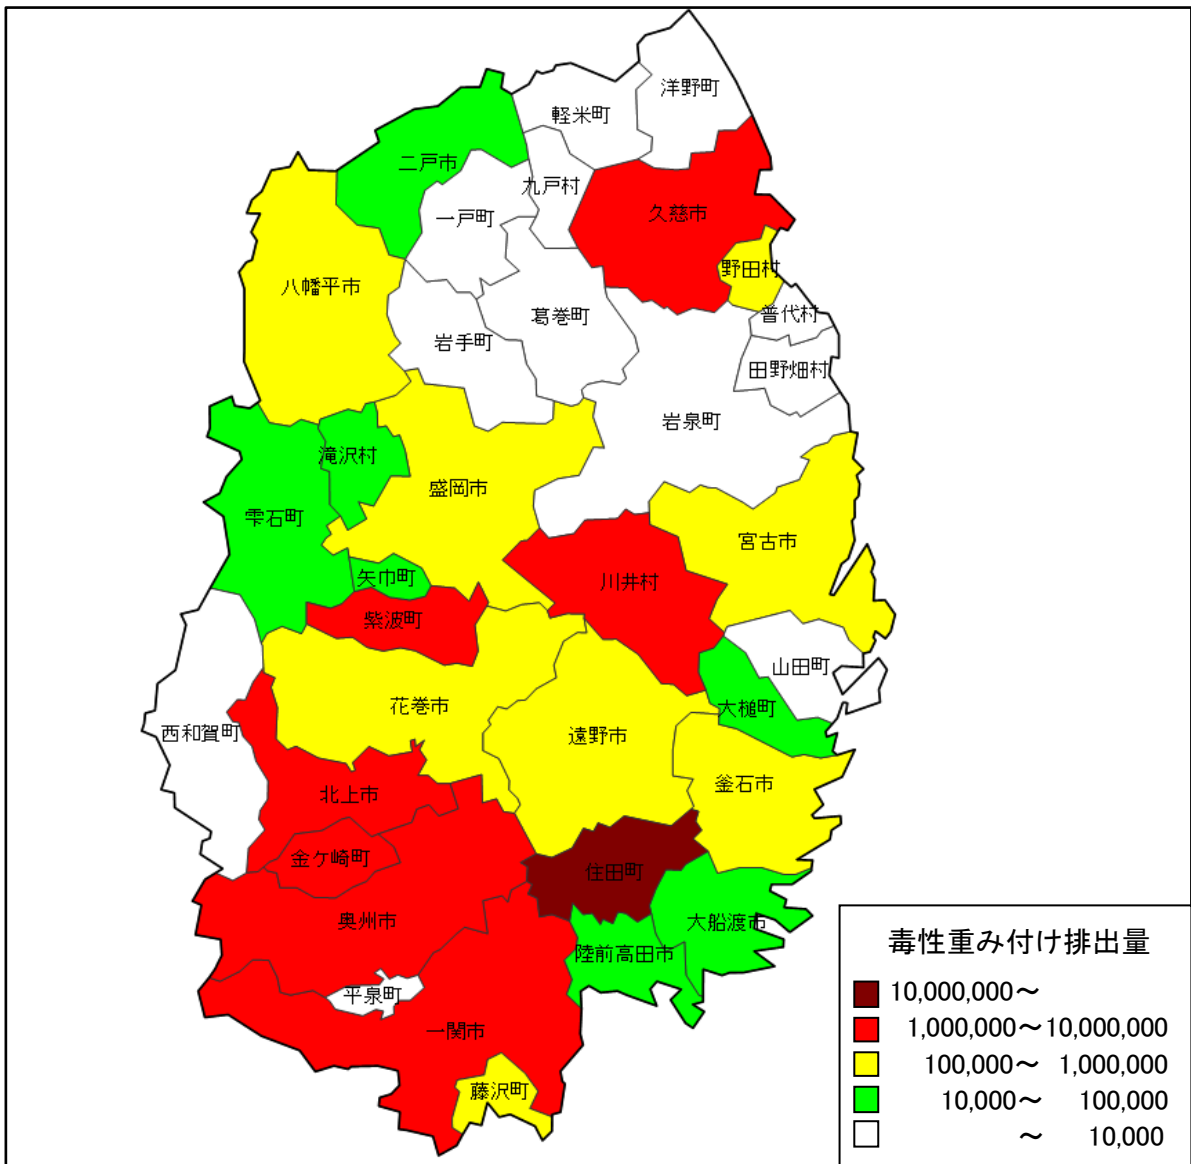 洋野町
軽米町
二戸市
九戸村
久慈市
一戸町
野田村
八幡平市
葛巻町
普代村
岩手町
田野畑村
岩泉町
滝沢村
盛岡市
雫石町
宮古市
矢巾町
川井村
紫波町
山田町
花巻市
大槌町
西和賀町
遠野市
釜石市
北上市
金ケ崎町
住田町
奥州市
大船渡市
陸前高田市
平泉町
一関市
藤沢町
毒性重み付け排出量
10,000,000～
1,000,000～10,000,000
100,000～ 1,000,000
10,000～ 100,000
～ 10,000